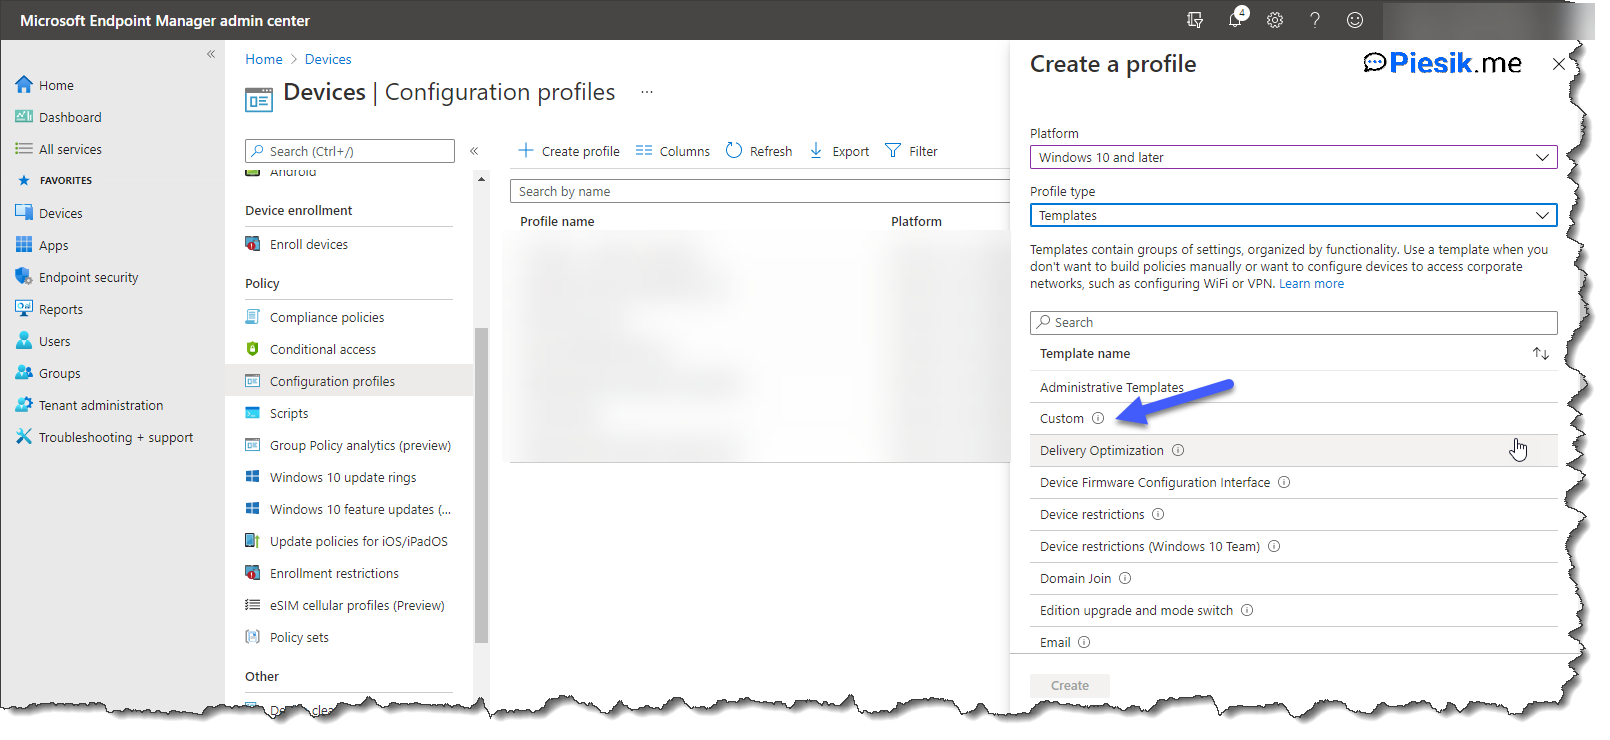 Microsoft Endpoint Manager admin center
4
«
Home
Dashboard
All services
FAVORITES
Devices
Apps
Endpoint security
Reports
Users
Groups
Tenant administration
Troubleshooting + support
Home > Devices
Devices | Configuration profiles ...
Search (Ctrl+/)
«
Android
Device enrollment
Enroll devices
Policy
Compliance policies
Conditional access
Configuration profiles
Scripts
Group Policy analytics (preview)
Windows 10 update rings
Windows 10 feature updates (...
Update policies for iOS/iPadOS
Enrollment restrictions
eSIM cellular profiles (Preview)
Policy sets
Other
Create profile Columns Refresh Export Filter
Search by name
Profile name Platform
Create a profile
Piesik.me
Platform
Windows 10 and later
Profile type
Templates
Templates contain groups of settings, organized by functionality. Use a template when you
don't want to build policies manually or want to configure devices to access corporate
networks, such as configuring WiFi or VPN. Learn more
Search
Template name
Administrative Templates
Custom
Delivery Optimization
Device Firmware Configuration Interface
Device restrictions
Device restrictions (Windows 10 Team)
Domain Join
Edition upgrade and mode switch
Email
Create